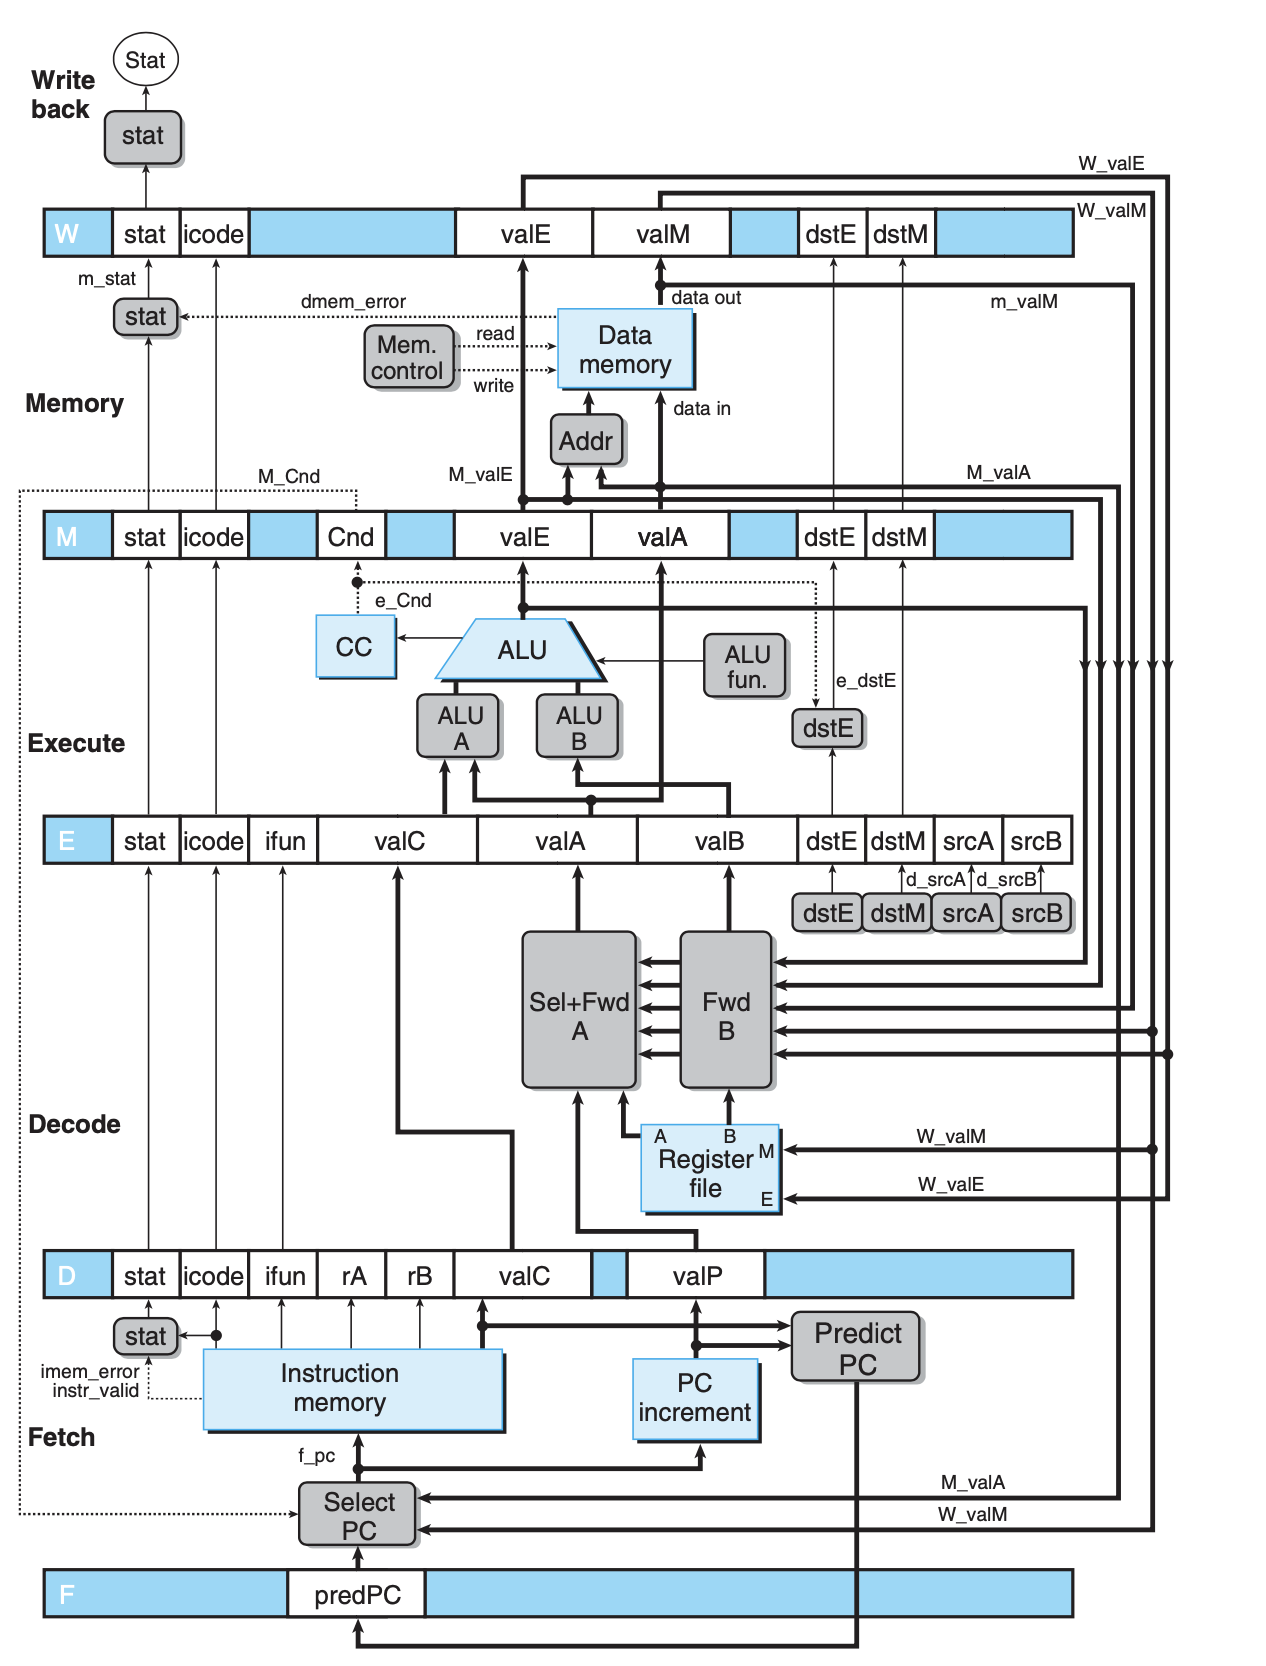 Stat
Write
back
stat
W_valE
W_valM
W
stat
icode
valE
valM
dstE
dstM
m_stat
stat
dmem_error
data out
m_valM
Mem.
control
read
write
Data
memory
Memory
data in
Addr
M_Cnd
M_valE
M_valA
M
stat
icode
Cnd
valE
valA
dstE
dstM
e_Cnd
CC
ALU
ALU
fun.
e_dstE
ALU
A
ALU
B
dstE
Execute
E
stat
icode
ifun
valC
valA
valB
dstE
dstM
srcA
srcB
d_srcA
d_srcB
dstE
dstM
srcA
srcB
Sel+Fwd
A
Fwd
B
Decode
A
B
Register
file
M
E
W_valM
W_valE
D
stat
icode
ifun
rA
rB
valC
valP
stat
imem_error
instr_valid
Instruction
memory
PC
increment
Predict
PC
Fetch
f_pc
Select
PC
M_valA
W_valM
F
predPC